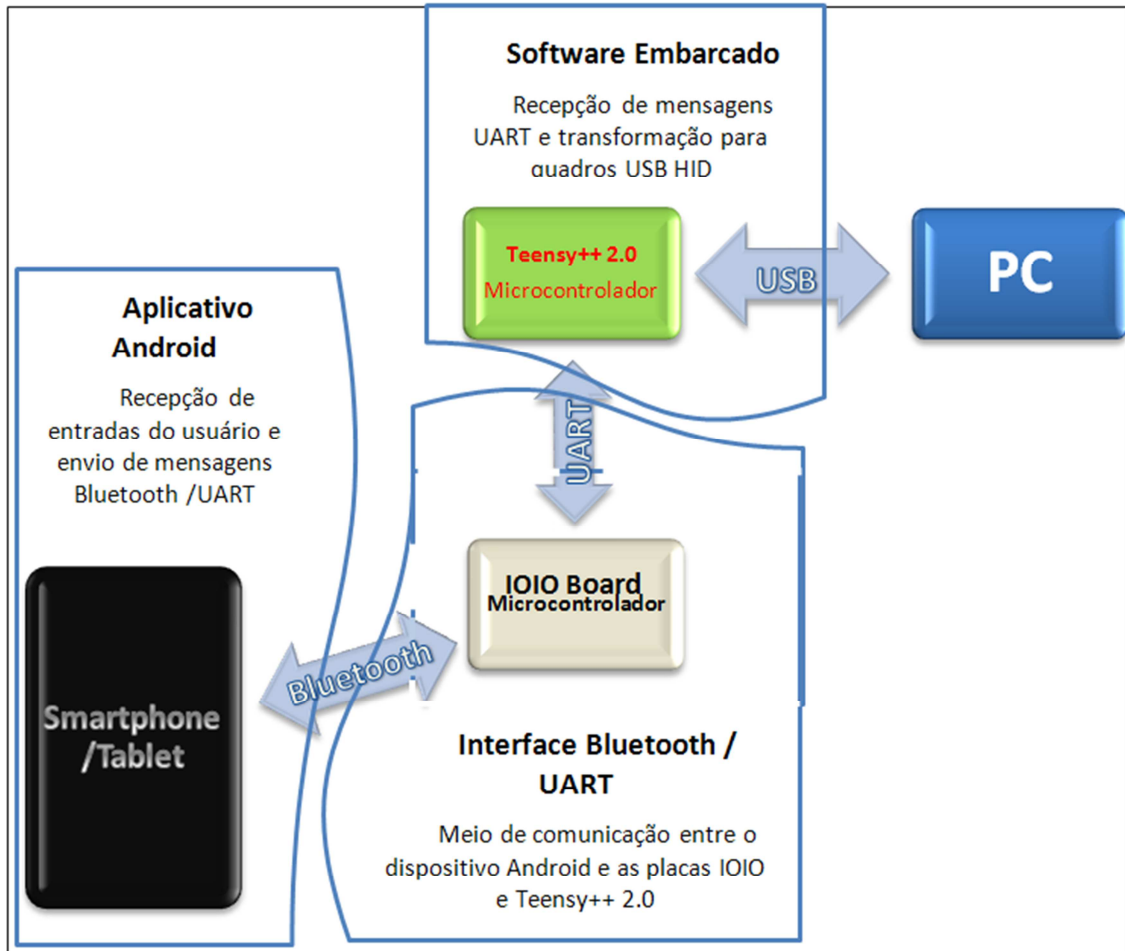 Software Embarcado
Recepção de mensagens
UART e transformação para
quadros USB HID
Teensy++ 2.0
Microcontrolador
USB
PC
Aplicativo
Android
Recepção de
entradas do usuário e
envio de mensagens
Bluetooth /UART
UART
IOIO Board
Microcontrolador
Bluetooth
Smartphone
/Tablet
Interface Bluetooth /
UART
Meio de comunicação entre o
dispositivo Android e as placas IOIO
e Teensy++ 2.0